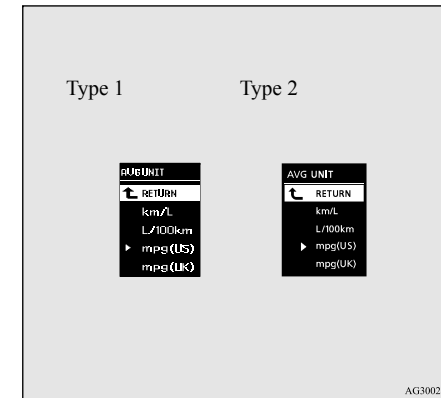 Type 1
Type 2
AVG UNIT
RETURN
km/L
L/100km
mpg(US)
mpg(UK)
AVG UNIT
RETURN
km/L
L/100km
mpg(US)
mpg(UK)
AG3002